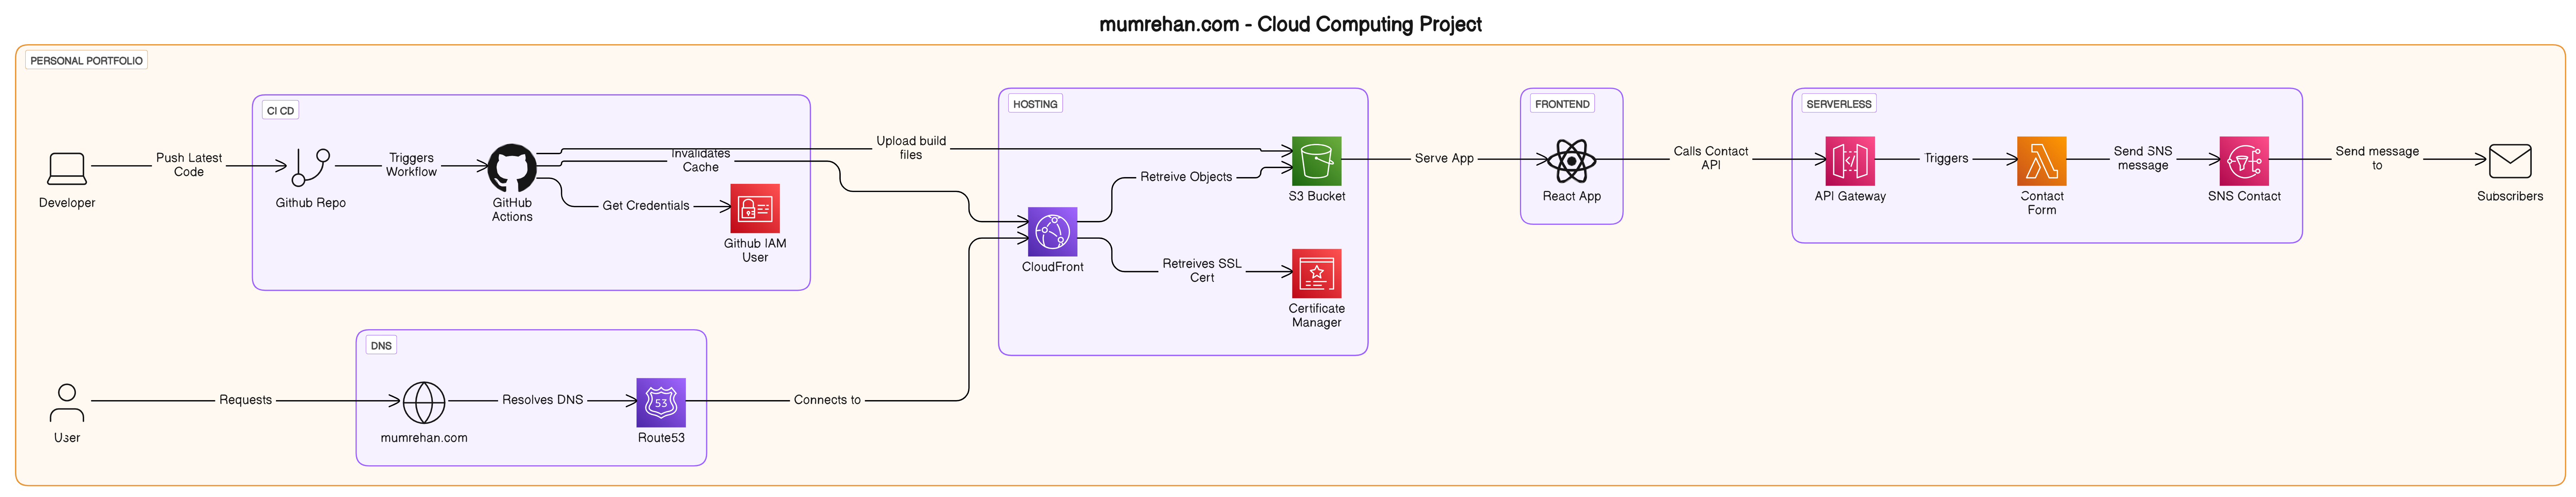 mumrehan.com - Cloud Computing Project
PERSONAL PORTFOLIO
CI CD
HOSTING
FRONTEND
SERVERLESS
Developer
Push Latest
Code
Github Repo
Triggers
Workflow
GitHub
Actions
Invalidates
Cache
Get Credentials
Github IAM
User
Upload build
files
Retreive Objects
CloudFront
Retreives SSL
Cert
S3 Bucket
Certificate
Manager
Serve App
React App
Calls Contact
API
API Gateway
Triggers
Contact
Form
Send SNS
message
SNS Contact
Send message
to
Subscribers
DNS
User
Requests
mumrehan.com
Resolves DNS
53
Route53
Connects to